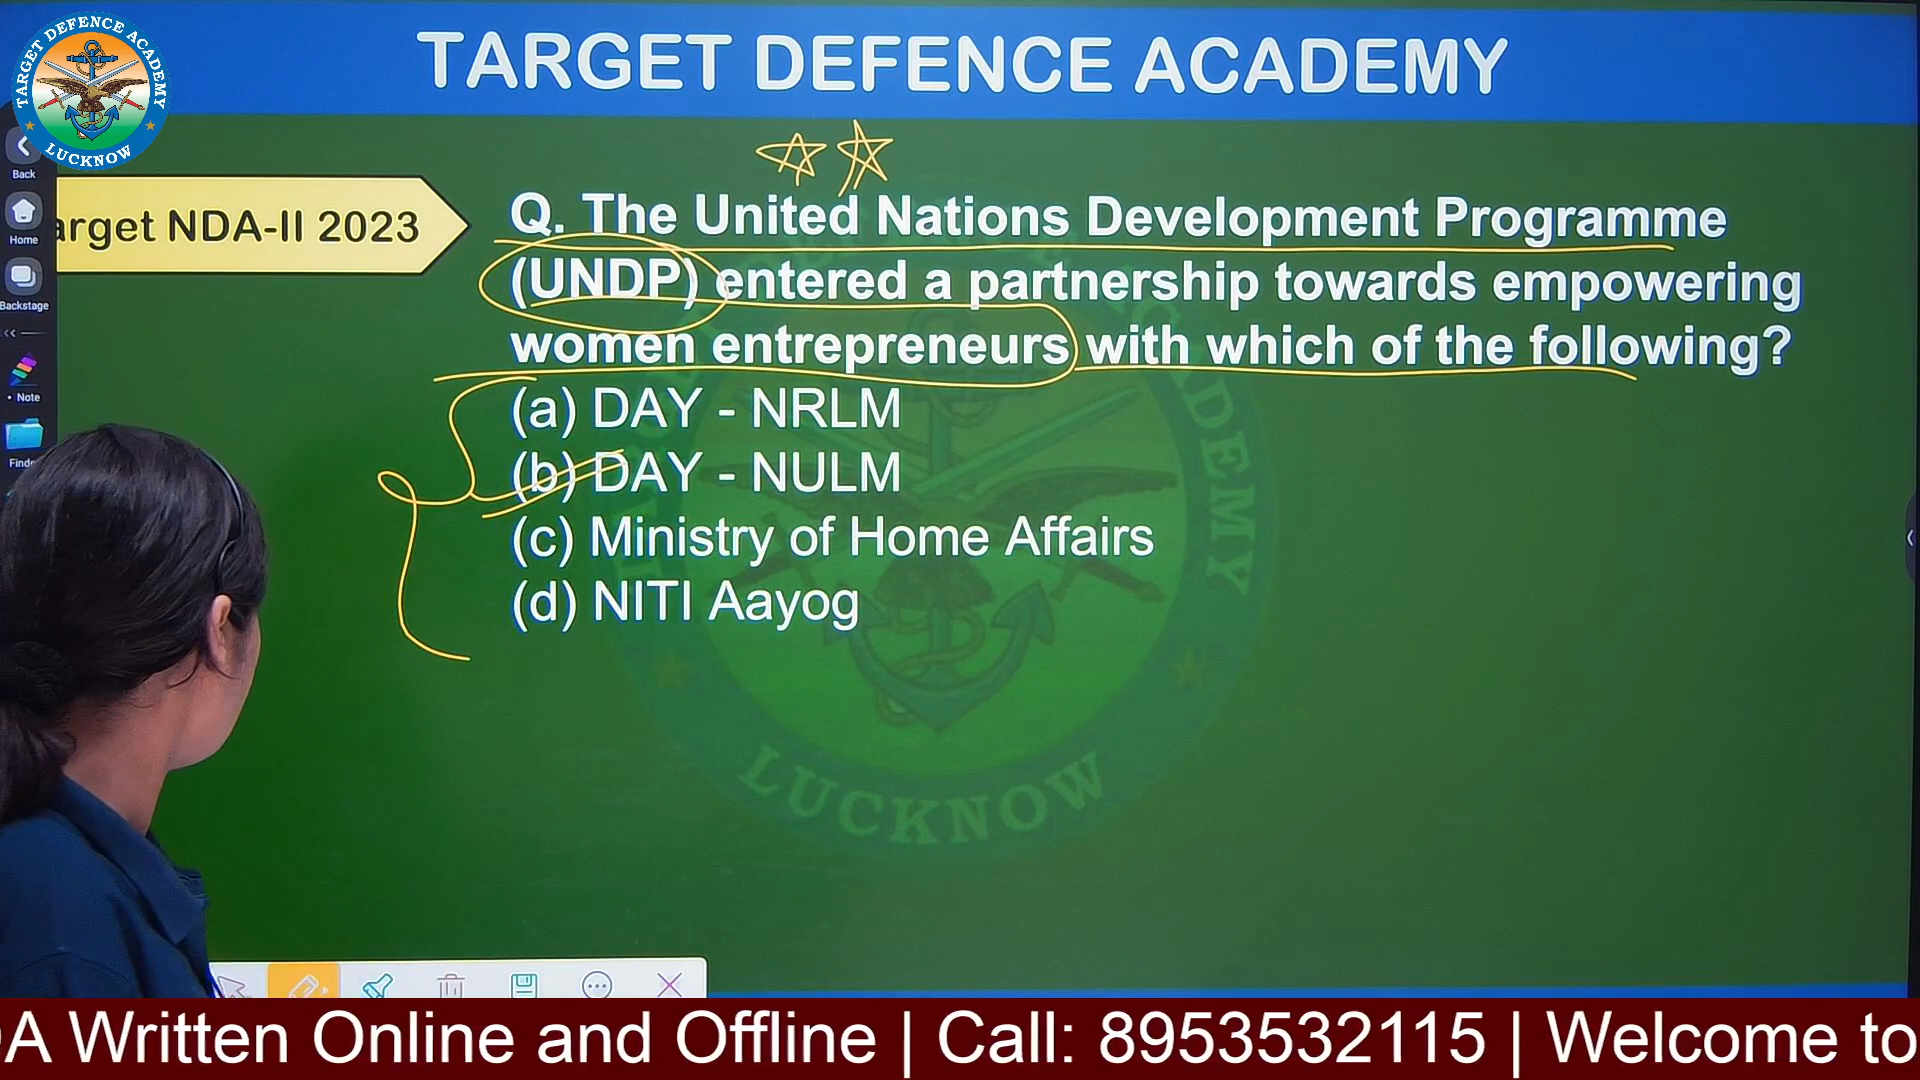 TARGET DEFENCE ACADEMY
TARGET DEFENCE ACADEMY
LUCKNOW
Back
Home
arget NDA-II 2023
Backstage
Note
Q. The United Nations Development Programme
(UNDP) entered a partnership towards empowering
women entrepreneurs with which of the following?
(a) DAY - NRLM
(b) DAY - NULM
(c) Ministry of Home Affairs
(d) NITI Aayog
LUCKNOW
DA Written Online and Offline | Call: 8953532115 | Welcome to